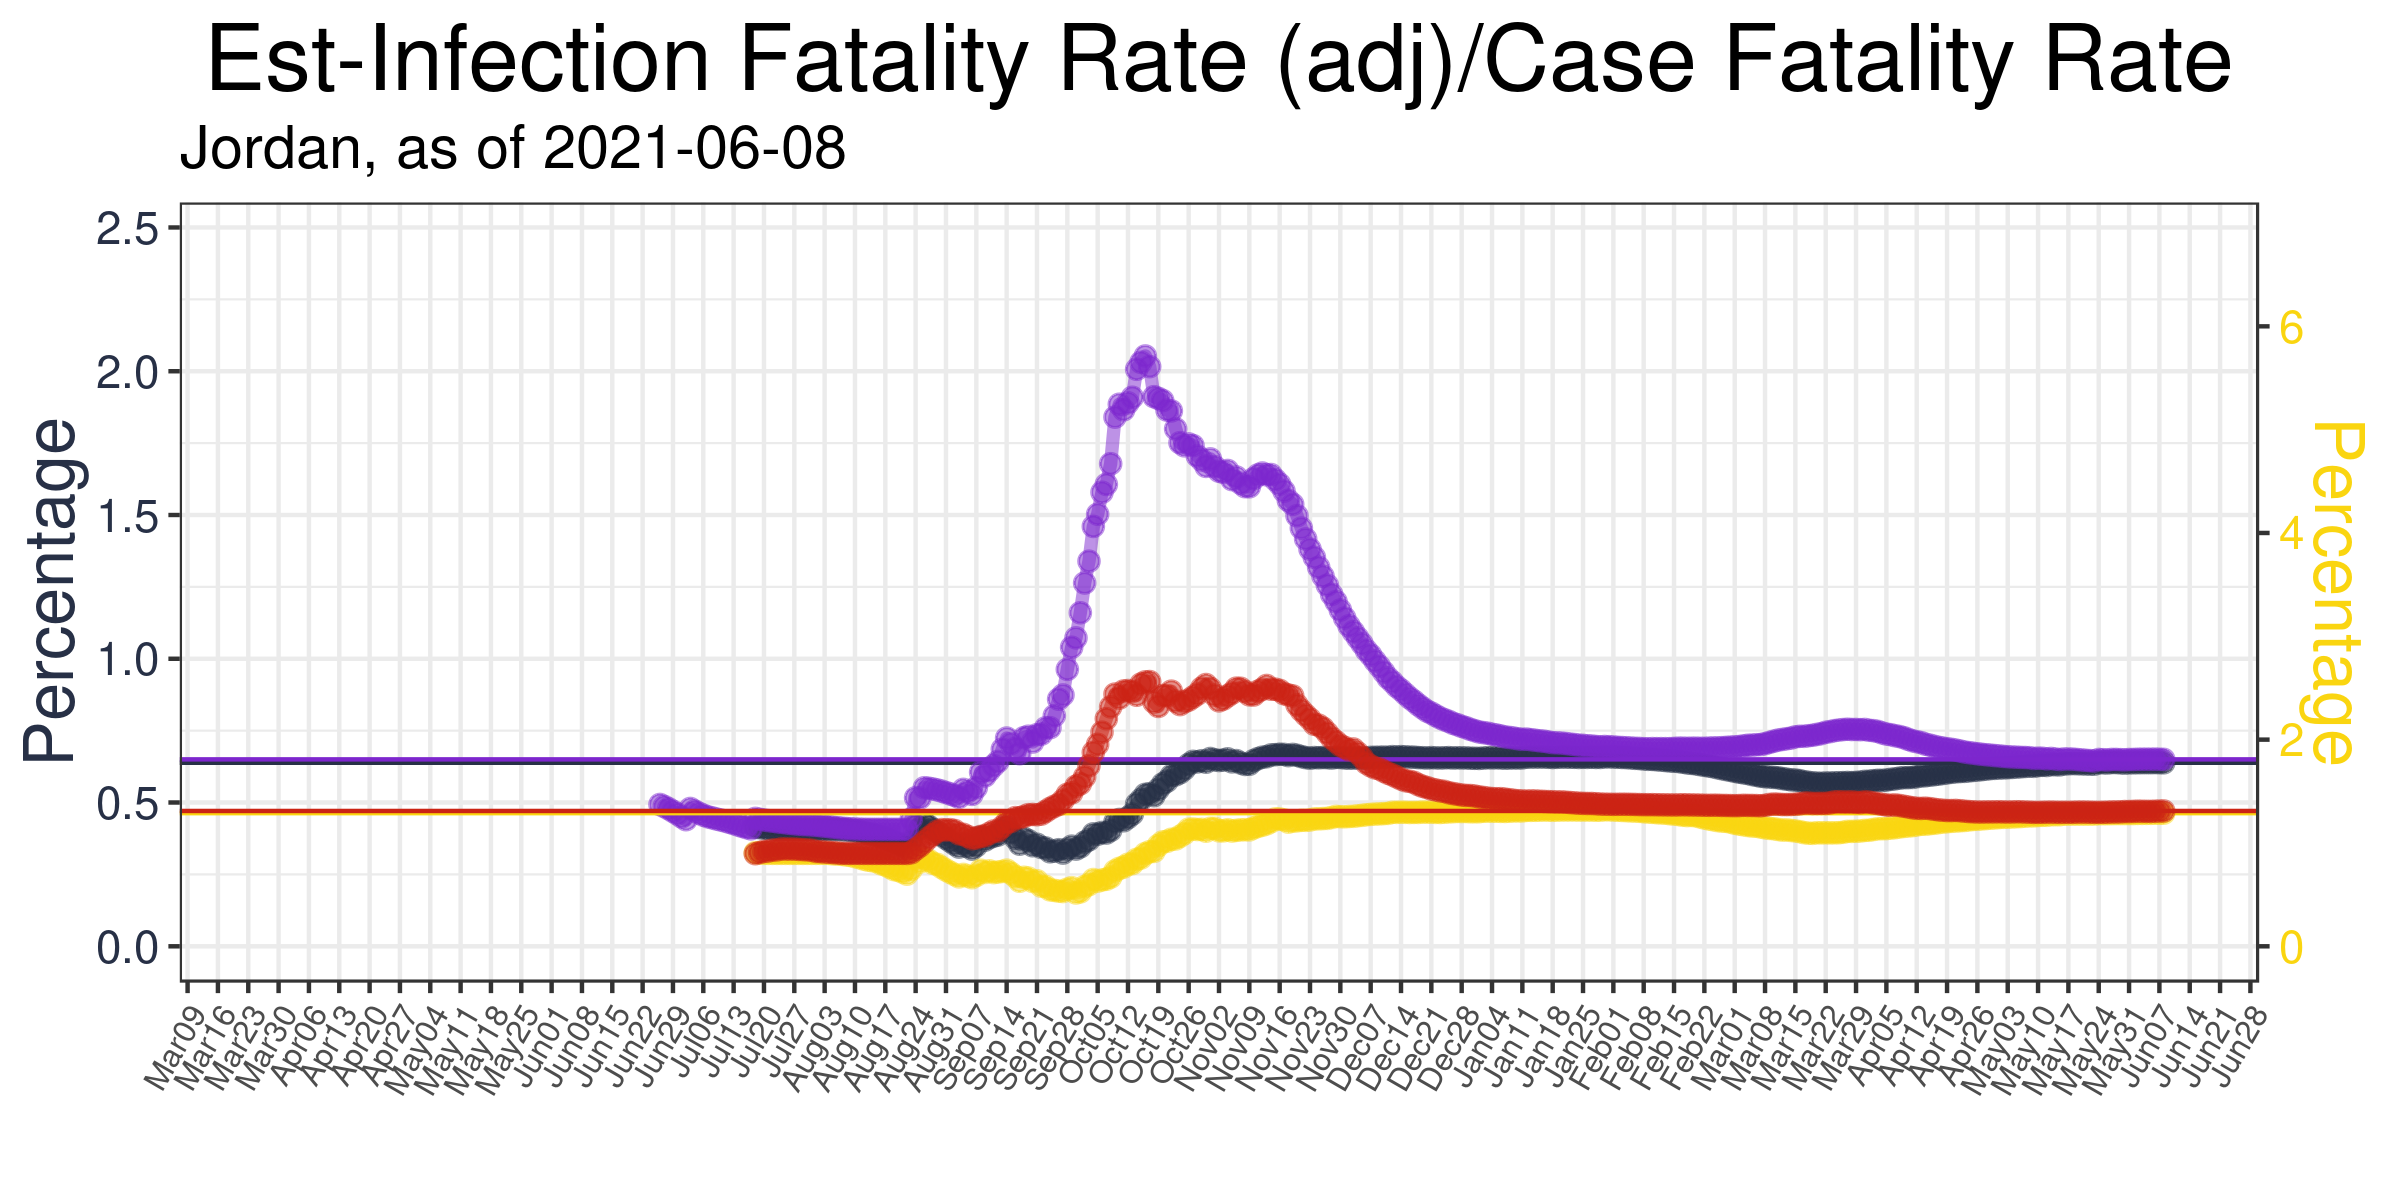 Est-Infection Fatality Rate (adj)/Case Fatality Rate
Jordan, as of 2021-06-08
Percentage
2.5
2.0
1.5
1.0
0.5
0.0
6
4
2
0
Percentage
Mar09
Mar16
Mar23
Mar30
Apr06
Apr13
Apr20
Apr27
May04
May11
May18
May25
Jun01
Jun08
Jun15
Jun22
Jun29
Jul06
Jul13
Jul20
Jul27
Aug03
Aug10
Aug17
Aug24
Aug31
Sep07
Sep14
Sep21
Sep28
Oct05
Oct12
Oct19
Oct26
Nov02
Nov09
Nov16
Nov23
Nov30
Dec07
Dec14
Dec21
Dec28
Jan04
Jan11
Jan18
Jan25
Feb01
Feb08
Feb15
Feb22
Mar01
Mar08
Mar15
Mar22
Mar29
Apr05
Apr12
Apr19
Apr26
May03
May10
May17
May24
May31
Jun07
Jun14
Jun21
Jun28